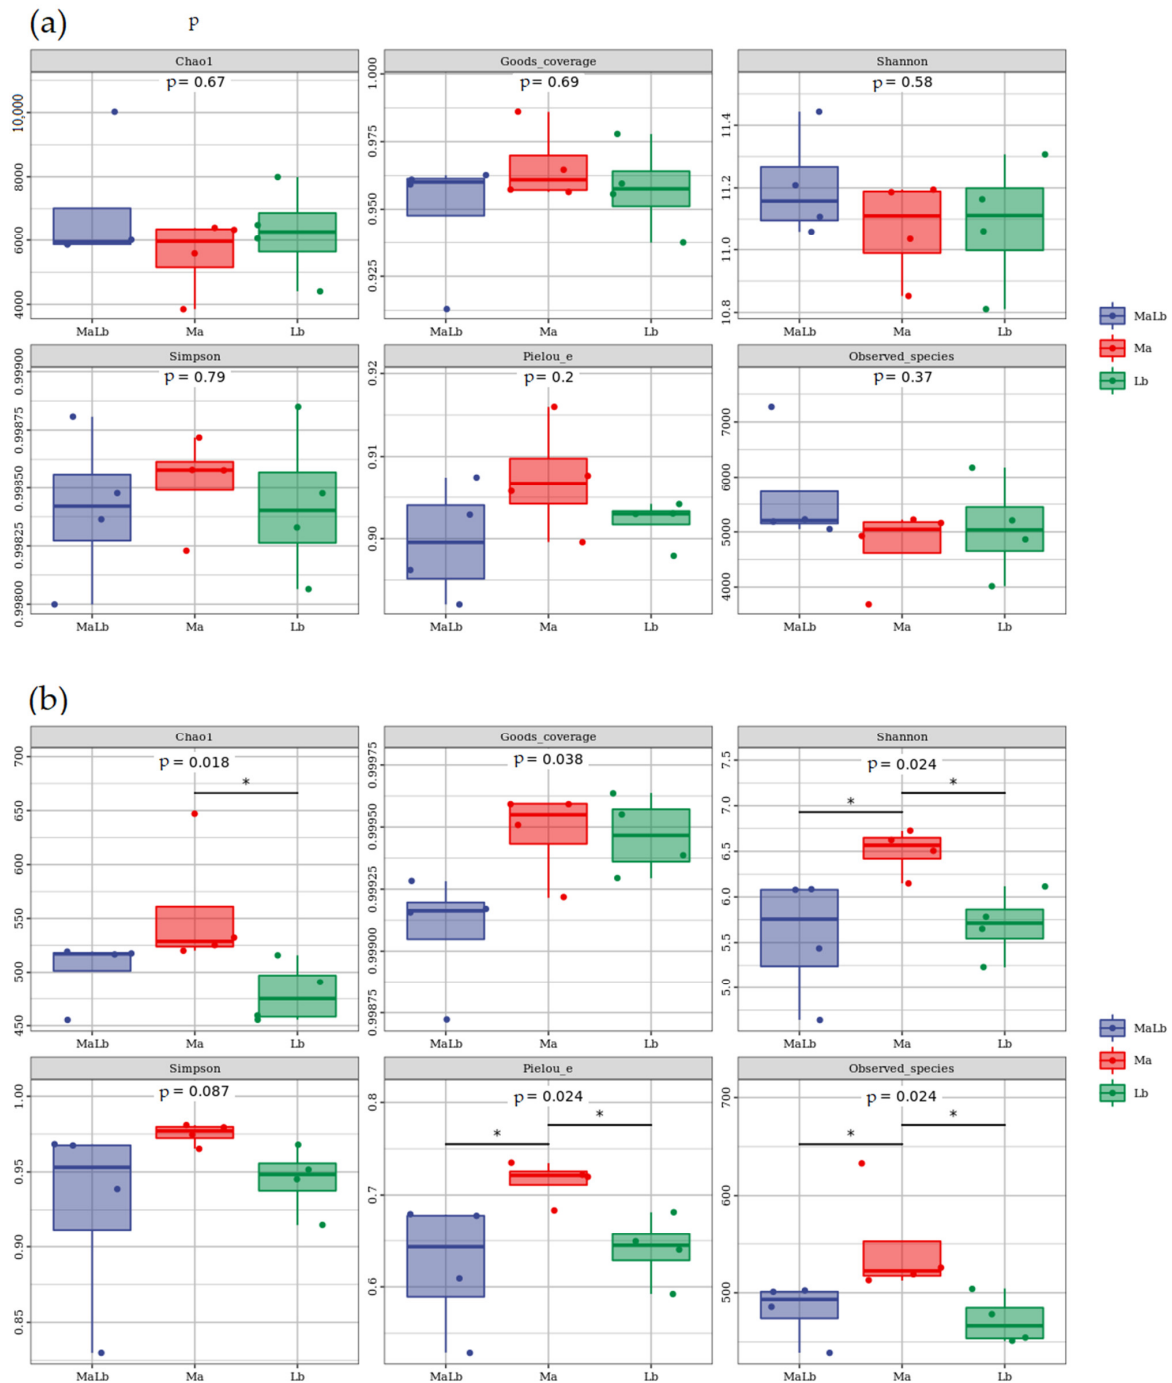 (a)
p
Chao1 Goods_coverage Shannon
p = 0.67 p = 0.69 p = 0.58
10,000 8000 6000 4000
1.000 0.975 0.950 0.925
11.4 11.2 11.0 10.8
MaLb Ma Lb MaLb Ma Lb MaLb Ma Lb
MaLb
Ma
Lb
Simpson Pielou_e Observed_species
p = 0.79 p = 0.2 p = 0.37
0.99900 0.99875 0.99850 0.99825 0.99800
0.92 0.91 0.90
7000 6000 5000 4000
MaLb Ma Lb MaLb Ma Lb MaLb Ma Lb
(b)
Chao1 Goods_coverage Shannon
p = 0.018 p = 0.038 p = 0.024
*
* *
700 650 600 550 500 450
0.99975 0.99950 0.99925 0.99900 0.99875
7.5 7.0 6.5 6.0 5.5 5.0
MaLb Ma Lb MaLb Ma Lb MaLb Ma Lb
MaLb
Ma
Lb
Simpson Pielou_e Observed_species
p = 0.087 p = 0.024 p = 0.024
* * * *
1.00 0.95 0.90 0.85
0.8 0.7 0.6
700 600 500
MaLb Ma Lb MaLb Ma Lb MaLb Ma Lb